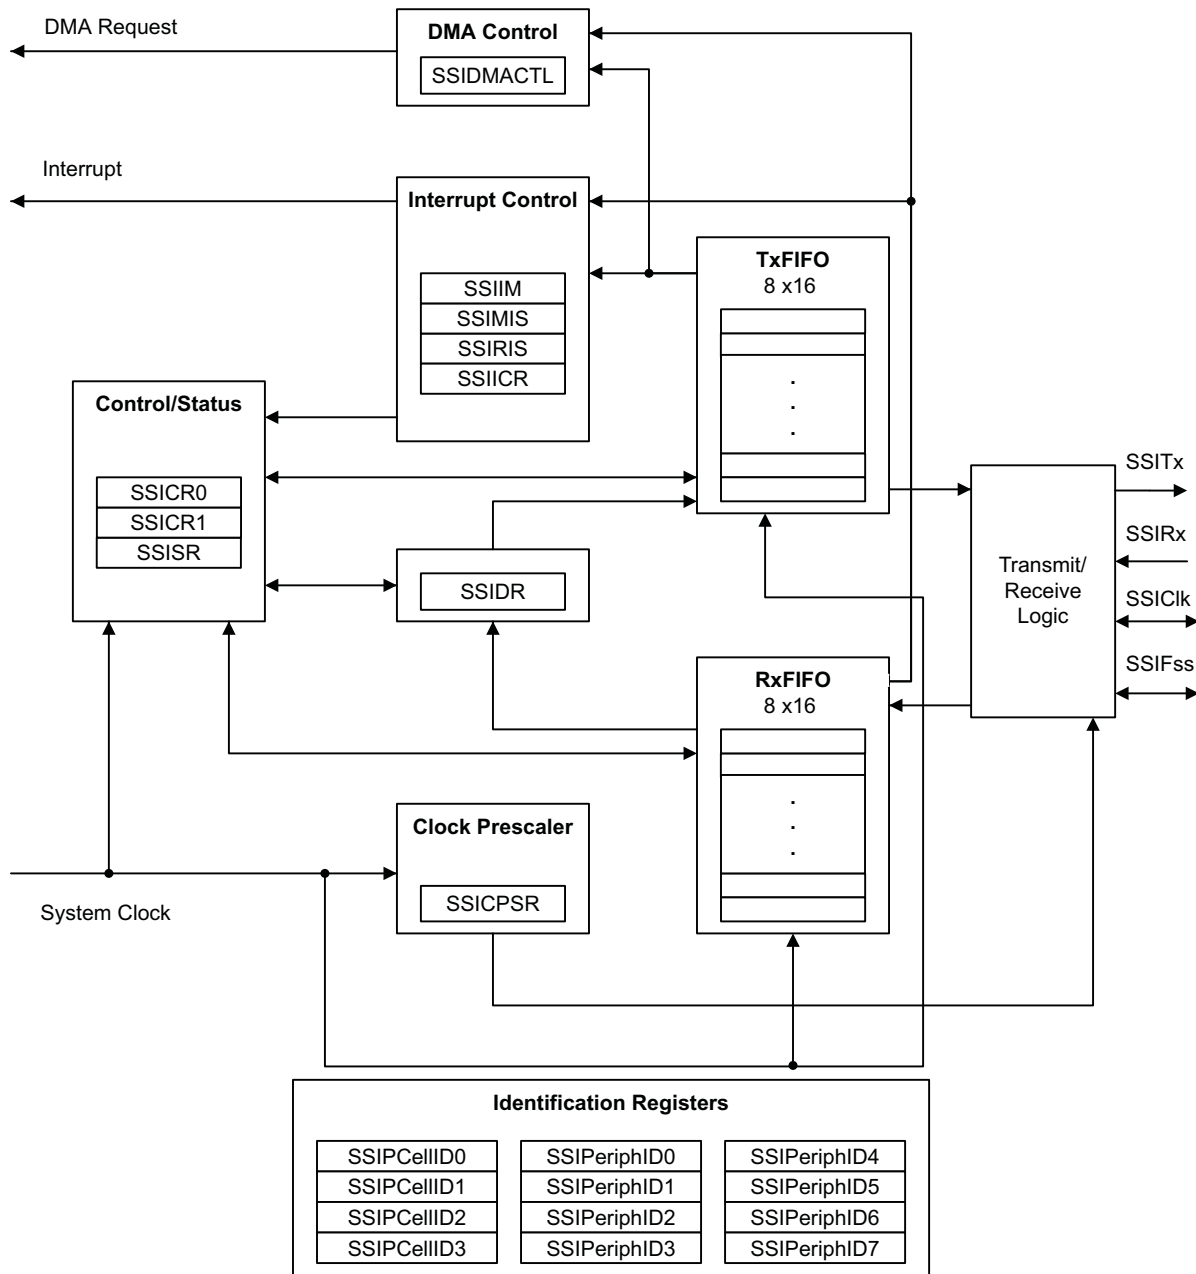 DMA Request
DMA Control
SSIDMACTL
Interrupt
Interrupt Control
SSIIM
SSIMIS
SSIRIS
SSIICR
TxFIFO
8 x16
Control/Status
SSICR0
SSICR1
SSISR
SSIDR
Transmit/
Receive
Logic
SSITx
SSIRx
SSIClk
SSIFss
RxFIFO
8 x16
Clock Prescaler
SSICPSR
System Clock
Identification Registers
SSIPCellID0
SSIPCellID1
SSIPCellID2
SSIPCellID3
SSIPeriphID0
SSIPeriphID1
SSIPeriphID2
SSIPeriphID3
SSIPeriphID4
SSIPeriphID5
SSIPeriphID6
SSIPeriphID7